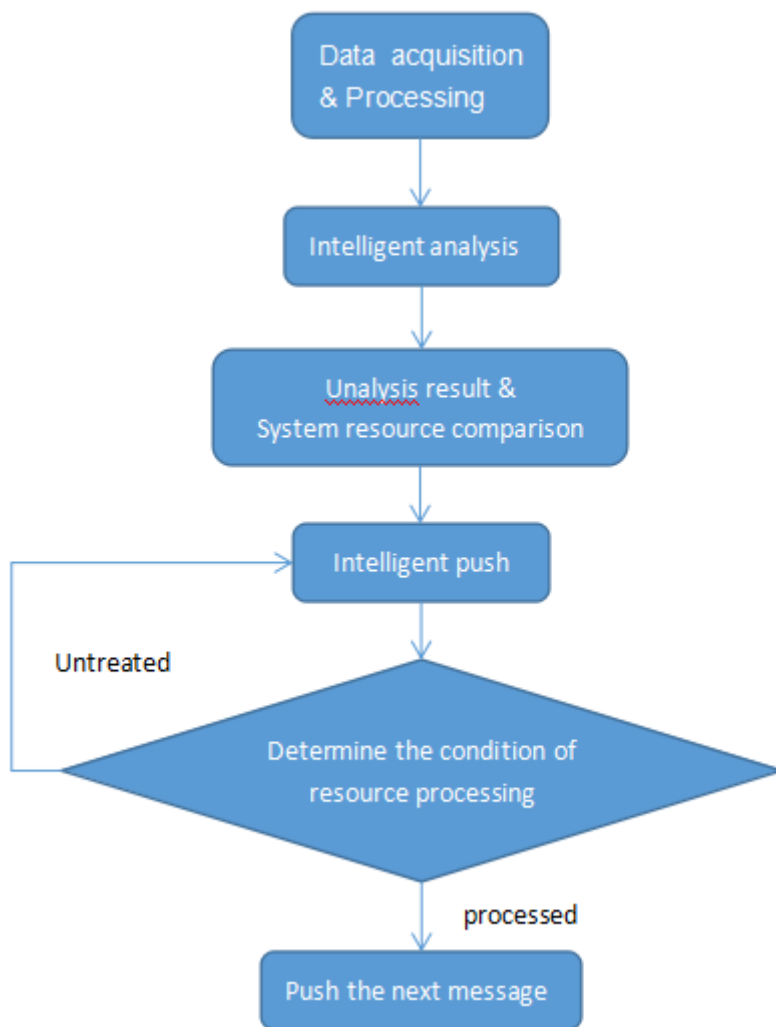 Data acquisition
& Processing
Intelligent analysis
Unalysis result &
System resource comparison
Intelligent push
Untreated
Determine the condition of
resource processing
processed
Push the next message